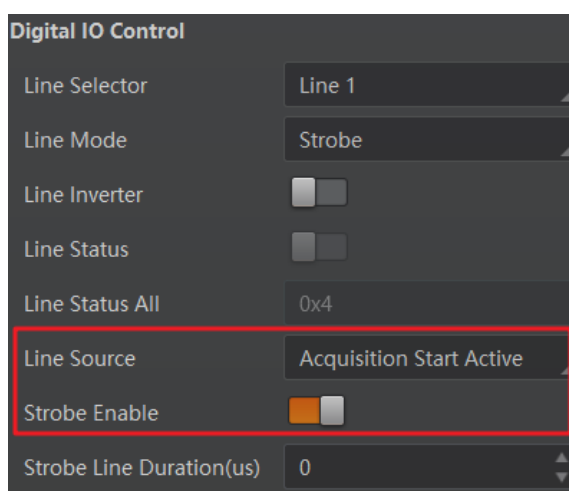 Digital IO Control
Line Selector Line 1
Line Mode Strobe
Line Inverter
Line Status
Line Status All 0x4
Line Source Acquisition Start Active
Strobe Enable
Strobe Line Duration(us) 0